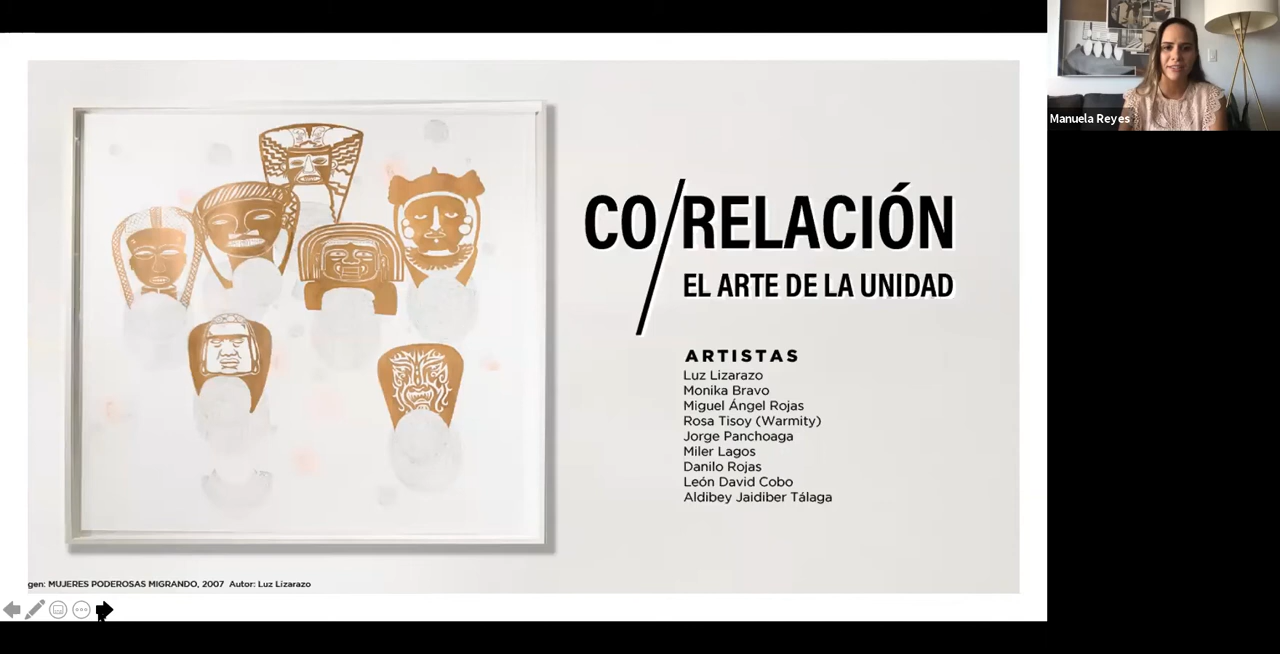 CO/RELACIÓN
EL ARTE DE LA UNIDAD
ARTISTAS
Luz Lizarazo
Monika Bravo
Miguel Ángel Rojas
Rosa Tisoy (Warmity)
Jorge Panchoaga
Miler Lagos
Danilo Rojas
León David Cobo
Aldibey Jaidiber Tálaga
gen: MUJERES PODEROSAS MIGRANDO, 2007 Autor: Luz Lizarazo
Manuela Reyes